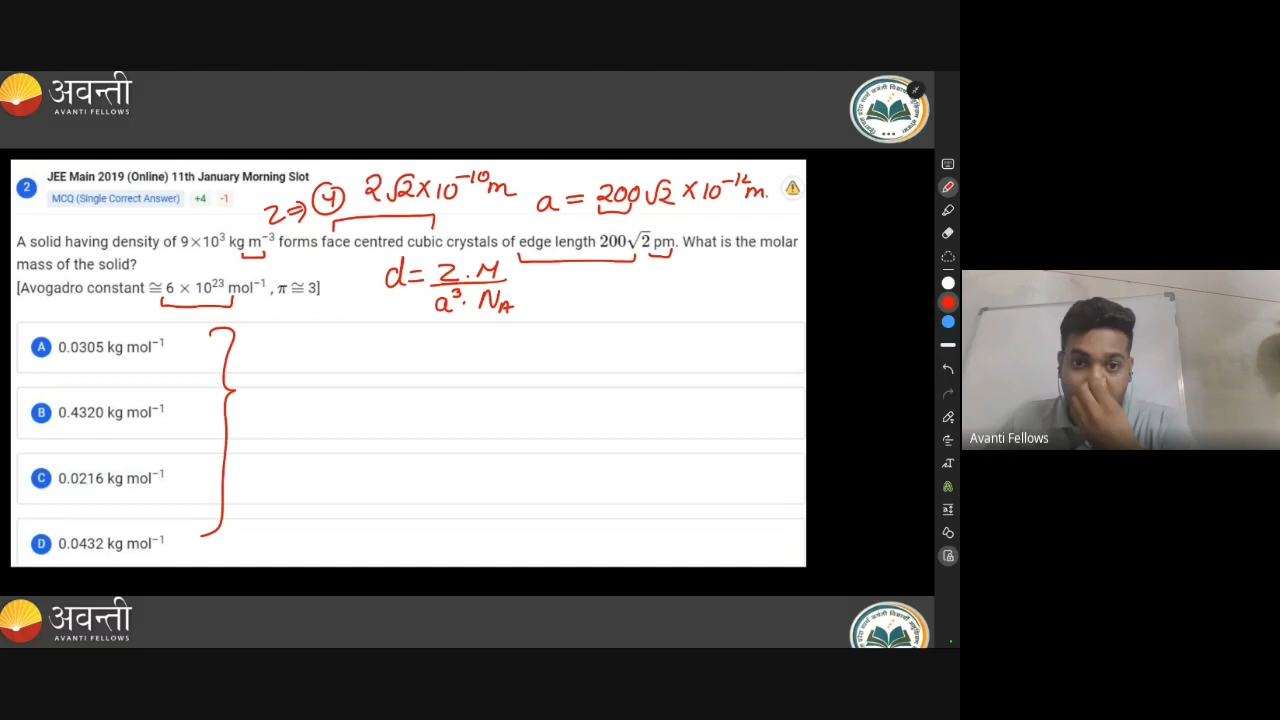 अवन्ती
AVANTI FELLOWS
2 JEE Main 2019 (Online) 11th January Morning Slot
MCQ (Single Correct Answer) +4 -1
Z ⇒ 4 2√2 × 10⁻¹⁰ m a = 200√2 × 10⁻¹² m.
A solid having density of 9×10³ kg m⁻³ forms face centred cubic crystals of edge length 200√2 pm. What is the molar
mass of the solid?
d = Z . M / a³ . N_A
[Avogadro constant ≅ 6 × 10²³ mol⁻¹ , π ≅ 3]
A 0.0305 kg mol⁻¹
B 0.4320 kg mol⁻¹
C 0.0216 kg mol⁻¹
D 0.0432 kg mol⁻¹
Avanti Fellows
अवन्ती
AVANTI FELLOWS